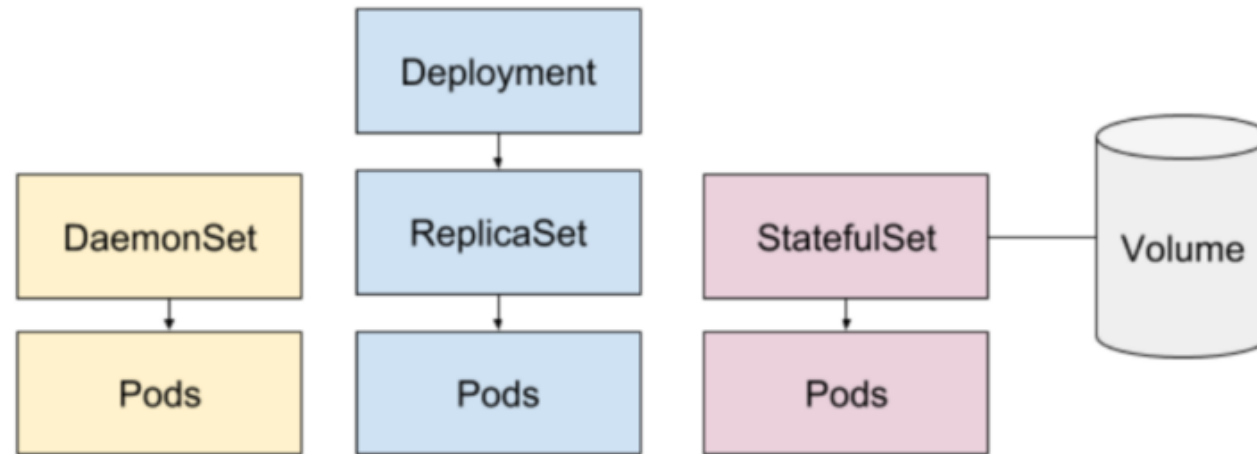 Deployment
DaemonSet
ReplicaSet
StatefulSet
Volume
Pods
Pods
Pods